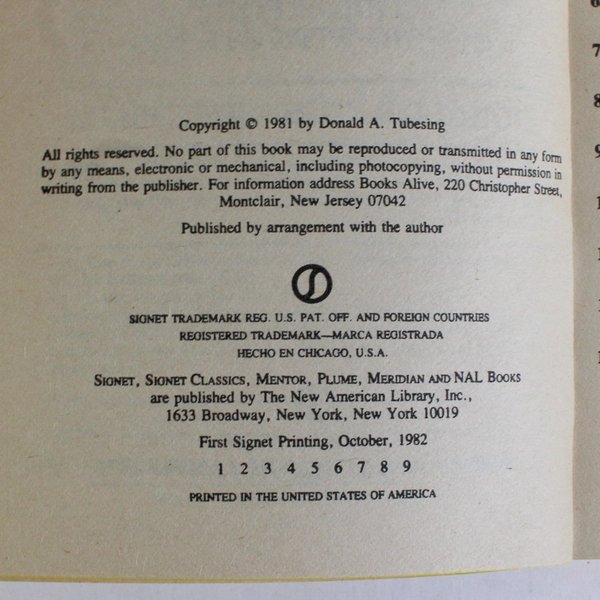 Copyright © 1981 by Donald A. Tubesing
All rights reserved. No part of this book may be reproduced or transmitted in any form
by any means, electronic or mechanical, including photocopying, without permission in
writing from the publisher. For information address Books Alive, 220 Christopher Street,
Montclair, New Jersey 07042
Published by arrangement with the author
SIGNET TRADEMARK REG. U.S. PAT. OFF. AND FOREIGN COUNTRIES
REGISTERED TRADEMARK—MARCA REGISTRADA
HECHO EN CHICAGO, U.S.A.
SIGNET, SIGNET CLASSICS, MENTOR, PLUME, MERIDIAN AND NAL BOOKS
are published by The New American Library, Inc.,
1633 Broadway, New York, New York 10019
First Signet Printing, October, 1982
1 2 3 4 5 6 7 8 9
PRINTED IN THE UNITED STATES OF AMERICA